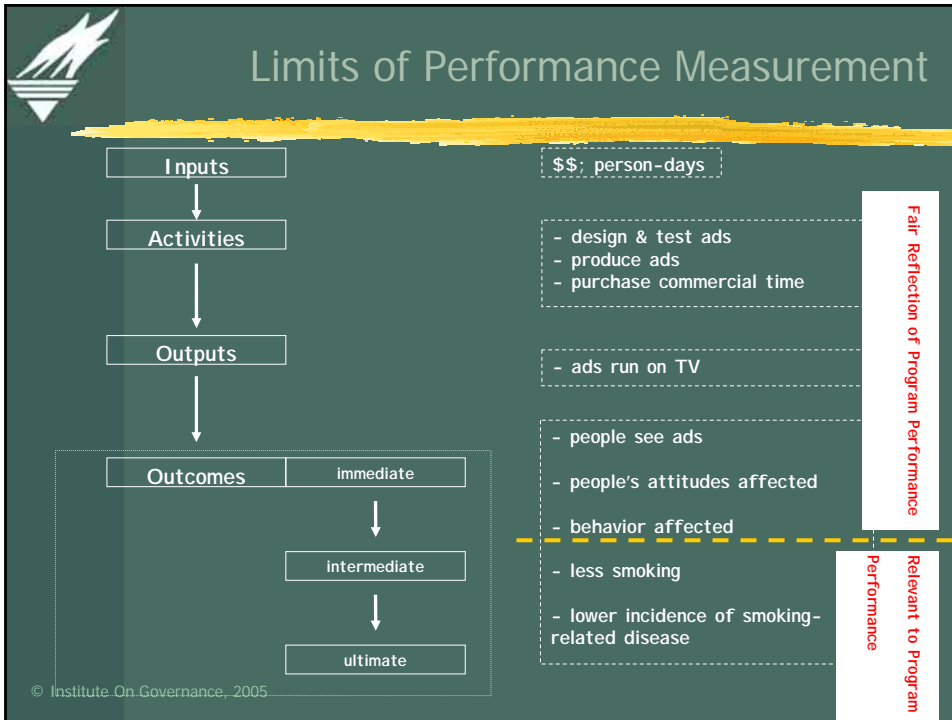 Limits of Performance Measurement
Inputs
$$; person-days
Activities
- design & test ads
- produce ads
- purchase commercial time
Outputs
- ads run on TV
Outcomes
immediate
- people see ads
- people's attitudes affected
- behavior affected
intermediate
- less smoking
- lower incidence of smoking-
related disease
ultimate
Fair Reflection of Program Performance
Relevant to Program
Performance
© Institute On Governance, 2005